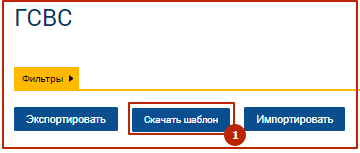 ГСВС
Фильтры
Экспортировать Скачать шаблон Импортировать
1